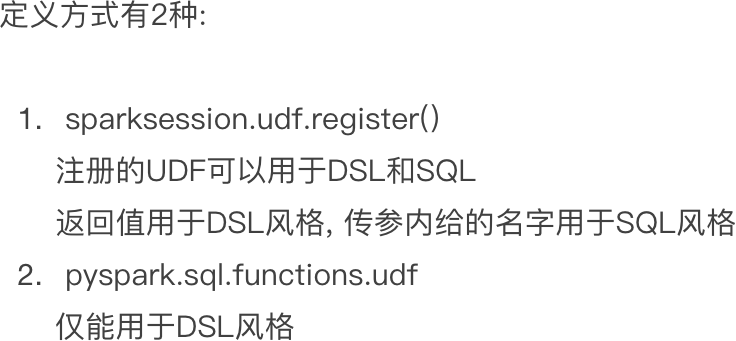 定义方式有2种:
1. sparksession.udf.register()
注册的UDF可以用于DSL和SQL
返回值用于DSL风格, 传参内给的名字用于SQL风格
2. pyspark.sql.functions.udf
仅能用于DSL风格